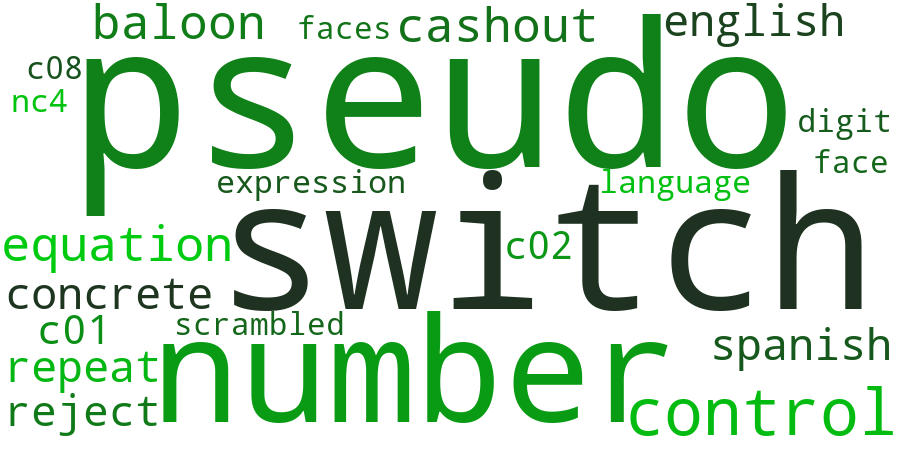 baloon
faces
cashout
english
c08
nc4
pseudo
digit
face
expression
language
switch
equation
c02
concrete
c01
scrambled
number
spanish
repeat
reject
control